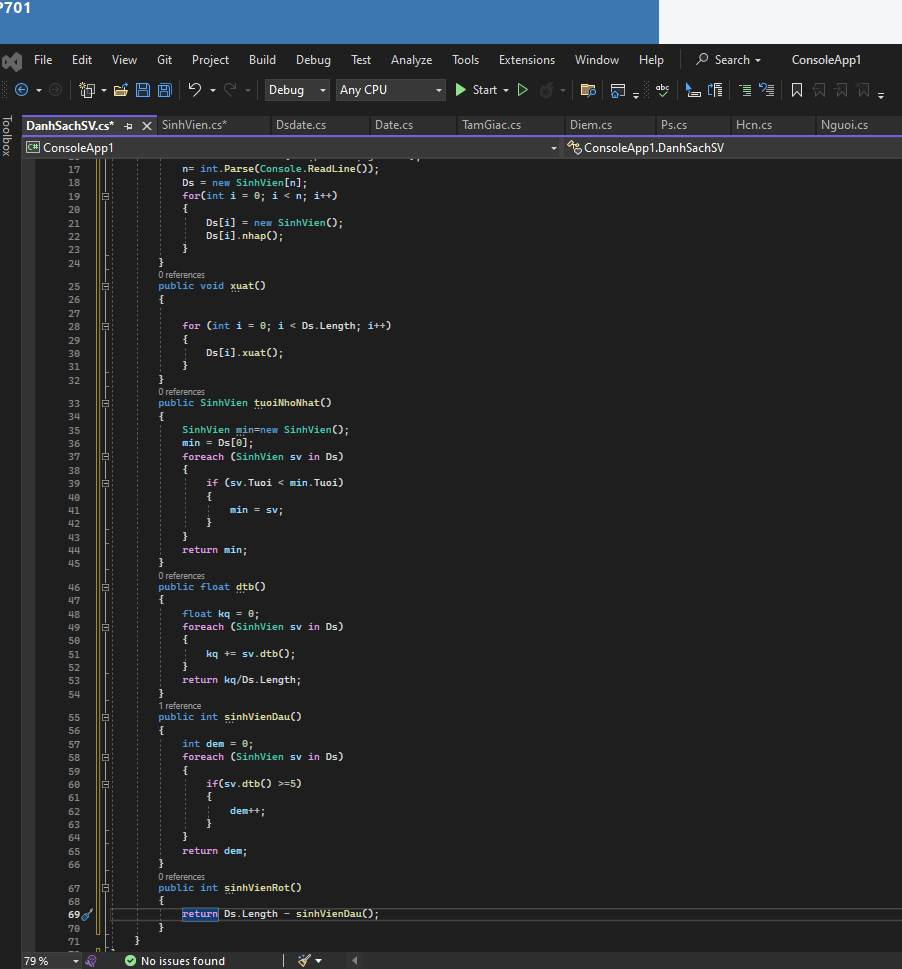 P701
File Edit View Git Project Build Debug Test Analyze Tools Extensions Window Help Search ConsoleApp1
Debug Any CPU Start
Toolbox
DanhSachSV.cs* SinhVien.cs* Dsdate.cs Date.cs TamGiac.cs Diem.cs Ps.cs Hcn.cs Nguoi.cs
ConsoleApp1 ConsoleApp1.DanhSachSV
17 n= int.Parse(Console.ReadLine());
18 Ds = new SinhVien[n];
19 for(int i = 0; i < n; i++)
20 {
21 Ds[i] = new SinhVien();
22 Ds[i].nhap();
23 }
24 }
0 references
25 public void xuat()
26 {
27
28 for (int i = 0; i < Ds.Length; i++)
29 {
30 Ds[i].xuat();
31 }
32 }
0 references
33 public SinhVien tuoiNhoNhat()
34 {
35 SinhVien min=new SinhVien();
36 min = Ds[0];
37 foreach (SinhVien sv in Ds)
38 {
39 if (sv.Tuoi < min.Tuoi)
40 {
41 min = sv;
42 }
43 }
44 return min;
45 }
0 references
46 public float dtb()
47 {
48 float kq = 0;
49 foreach (SinhVien sv in Ds)
50 {
51 kq += sv.dtb();
52 }
53 return kq/Ds.Length;
54 }
1 reference
55 public int sinhVienDau()
56 {
57 int dem = 0;
58 foreach (SinhVien sv in Ds)
59 {
60 if(sv.dtb() >=5)
61 {
62 dem++;
63 }
64 }
65 return dem;
66 }
0 references
67 public int sinhVienRot()
68 {
69 return Ds.Length - sinhVienDau();
70 }
71 }
79 % No issues found